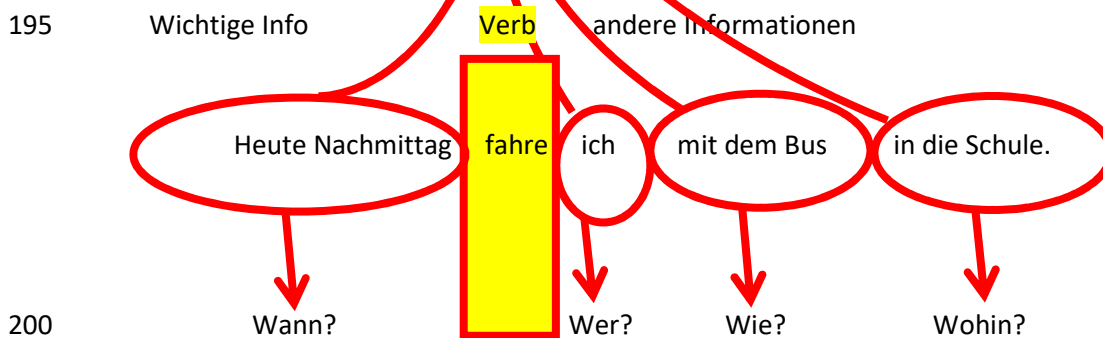 195 Wichtige Info Verb andere Informationen
Heute Nachmittag fahre ich mit dem Bus in die Schule.
200 Wann? Wer? Wie? Wohin?